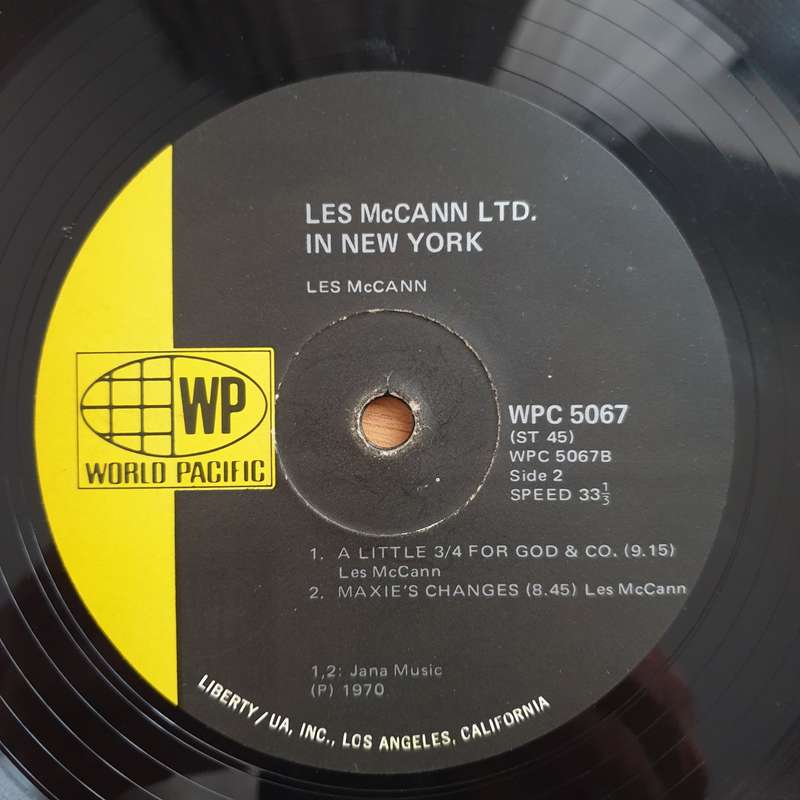 LES McCANN LTD.
IN NEW YORK
LES McCANN
WP
WORLD PACIFIC
WPC 5067
(ST 45)
WPC 5067B
Side 2
SPEED 33⅓
1. A LITTLE 3/4 FOR GOD & CO. (9.15)
Les McCann
2. MAXIE'S CHANGES (8.45) Les McCann
1,2: Jana Music
(P) 1970
LIBERTY/UA, INC., LOS ANGELES, CALIFORNIA